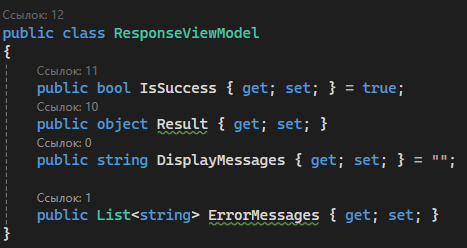 Ссылок: 12
public class ResponseViewModel
{
Ссылок: 11
public bool IsSuccess { get; set; } = true;
Ссылок: 10
public object Result { get; set; }
Ссылок: 0
public string DisplayMessages { get; set; } = "";
Ссылок: 1
public List<string> ErrorMessages { get; set; }
}